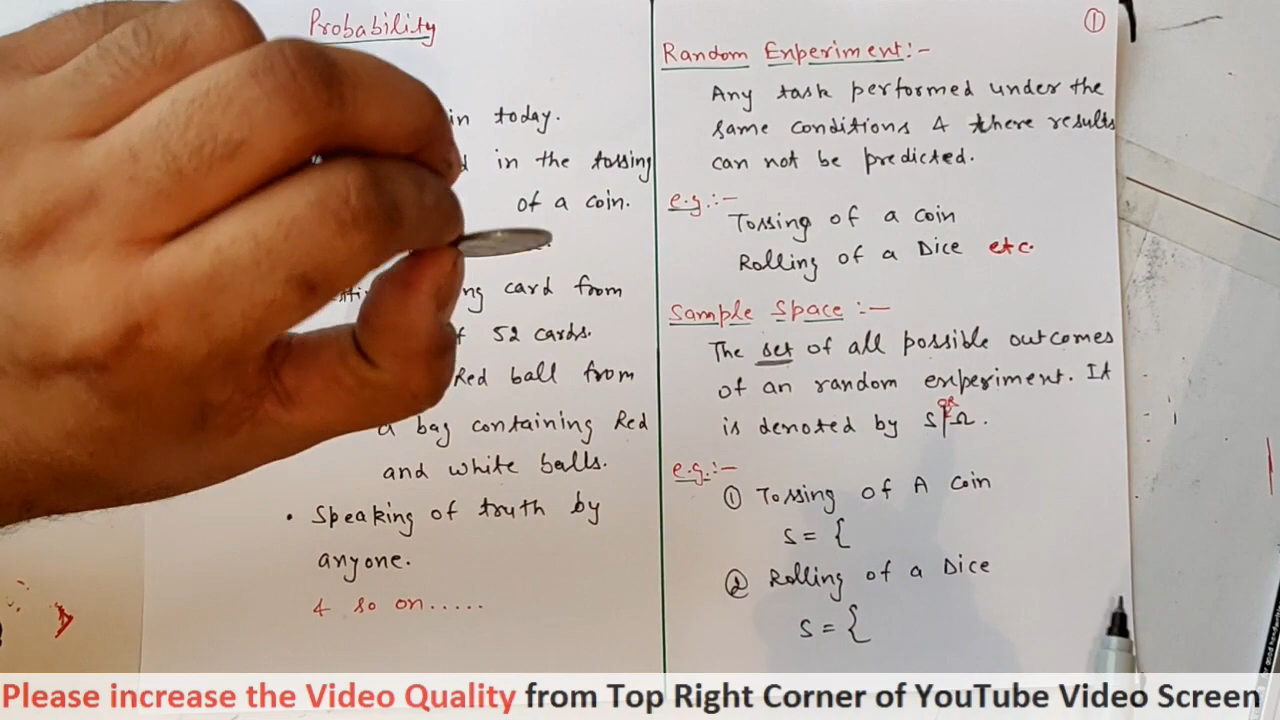 Probability
in today.
in the tossing
of a coin.
card from
52 cards.
Red ball from
a bag containing Red
and white balls.
• Speaking of truth by
anyone.
& so on.....
①
Random Experiment:-
Any task performed under the
same conditions & there results
can not be predicted.
e.g.:-
Tossing of a coin
Rolling of a Dice etc.
Sample Space :-
The set of all possible outcomes
of an random experiment. It
is denoted by S|Ω.
OR
e.g.:-
① Tossing of A coin
S = {
② Rolling of a Dice
S = {
Please increase the Video Quality from Top Right Corner of YouTube Video Screen